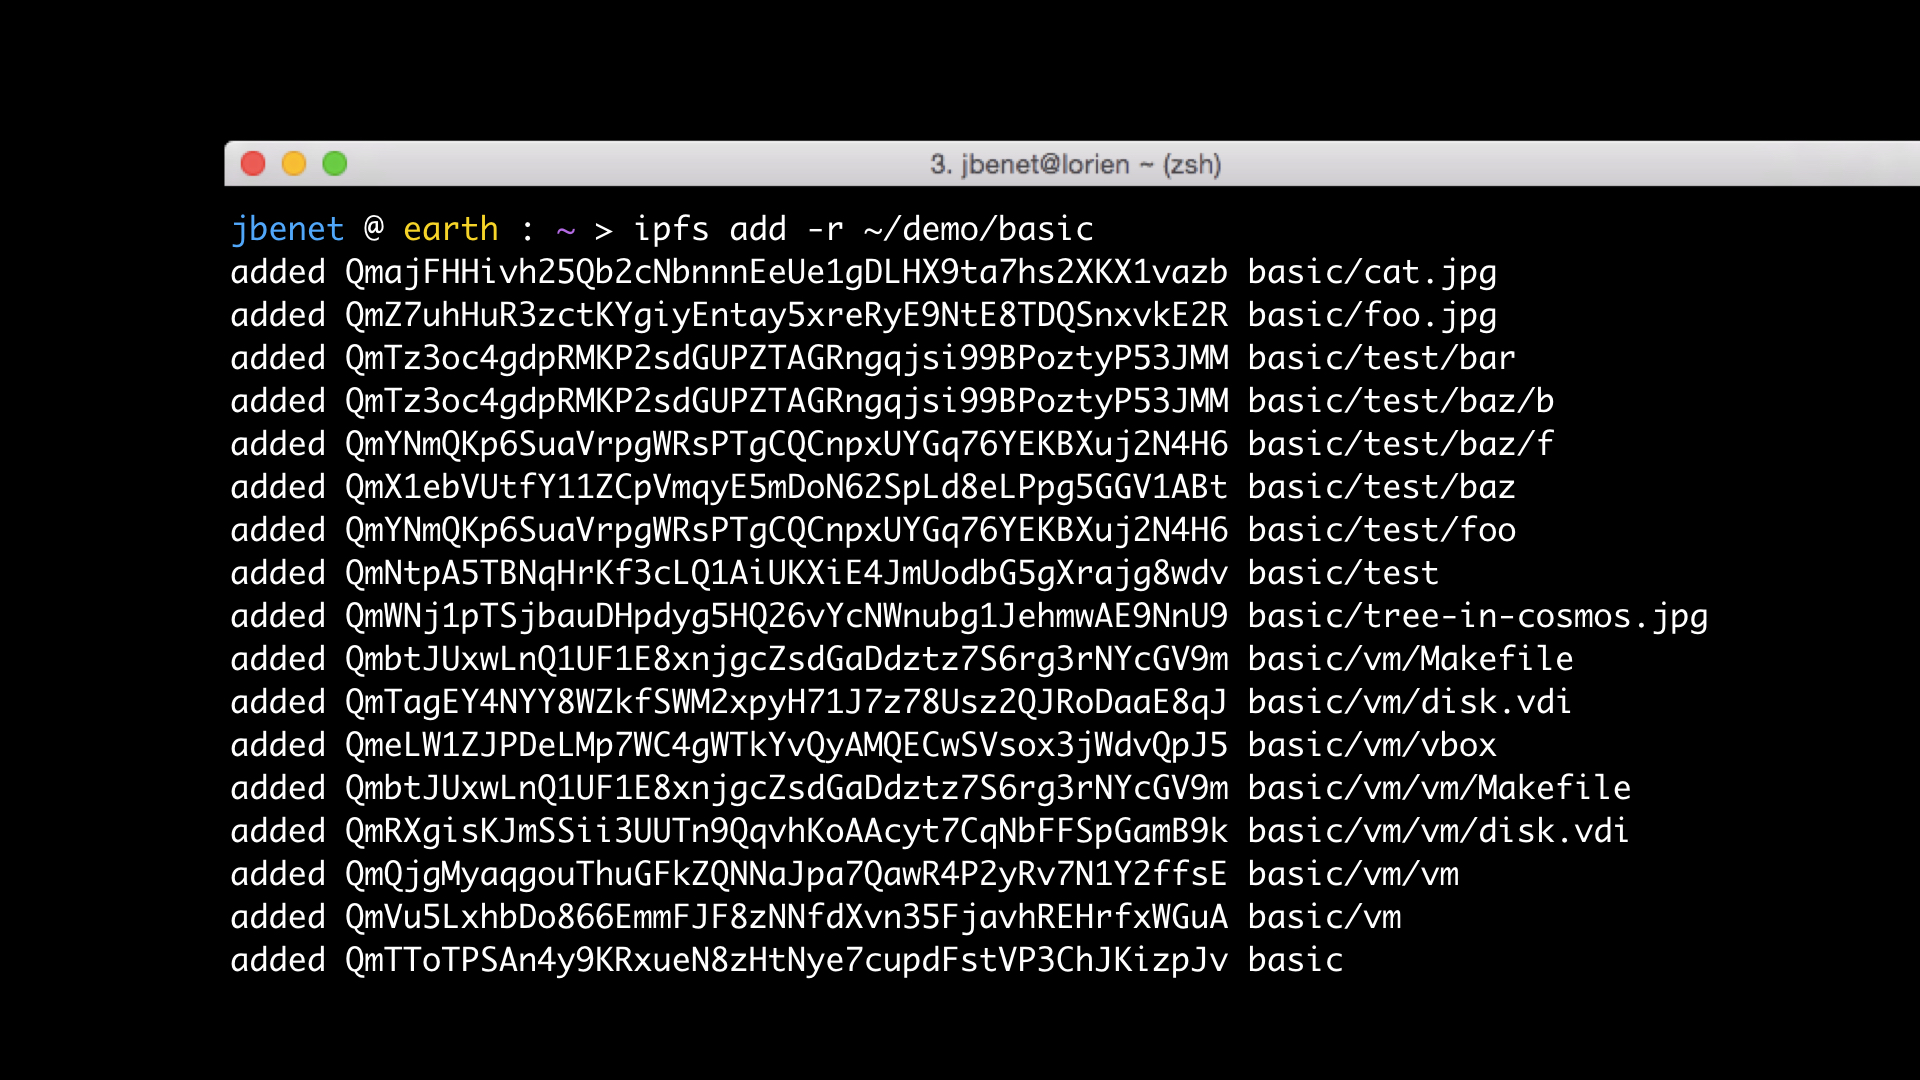 3. jbenet@lorien ~ (zsh)
jbenet @ earth : ~ > ipfs add -r ~/demo/basic
added QmajFHHivh25Qb2cNbnnnEeUe1gDLHX9ta7hs2XKX1vazb basic/cat.jpg
added QmZ7uhHuR3zctKYgiyEntay5xreRyE9NtE8TDQSnxvkE2R basic/foo.jpg
added QmTz3oc4gdpRMKP2sdGUPZTAGRngqjsi99BPoztyP53JMM basic/test/bar
added QmTz3oc4gdpRMKP2sdGUPZTAGRngqjsi99BPoztyP53JMM basic/test/baz/b
added QmYNmQKp6SuaVrpgWRsPTgCQCnpxUYGq76YEKBXuj2N4H6 basic/test/baz/f
added QmX1ebVUtfY11ZCpVmqyE5mDoN62SpLd8eLPpg5GGV1ABt basic/test/baz
added QmYNmQKp6SuaVrpgWRsPTgCQCnpxUYGq76YEKBXuj2N4H6 basic/test/foo
added QmNtpA5TBNqHrKf3cLQ1AiUKXiE4JmUodbG5gXrajg8wdv basic/test
added QmWNj1pTSjbauDHpdyg5HQ26vYcNWnubg1JehmwAE9NnU9 basic/tree-in-cosmos.jpg
added QmbtJUxwLnQ1UF1E8xnjgcZsdGaDdztz7S6rg3rNYcGV9m basic/vm/Makefile
added QmTagEY4NYY8WZkfSWM2xpyH71J7z78Usz2QJRoDaaE8qJ basic/vm/disk.vdi
added QmeLW1ZJPDeLMp7WC4gWTkYvQyAMQECwSVsox3jWdvQpJ5 basic/vm/vbox
added QmbtJUxwLnQ1UF1E8xnjgcZsdGaDdztz7S6rg3rNYcGV9m basic/vm/vm/Makefile
added QmRXgisKJmSSii3UUTn9QqvhKoAAcyt7CqNbFFSpGamB9k basic/vm/vm/disk.vdi
added QmQjgMyaqgouThuGFkZQNNaJpa7QawR4P2yRv7N1Y2ffsE basic/vm/vm
added QmVu5LxhbDo866EmmFJF8zNNfdXvn35FjavhREHrfxWGuA basic/vm
added QmTToTPSAn4y9KRxueN8zHtNye7cupdFstVP3ChJKizpJv basic